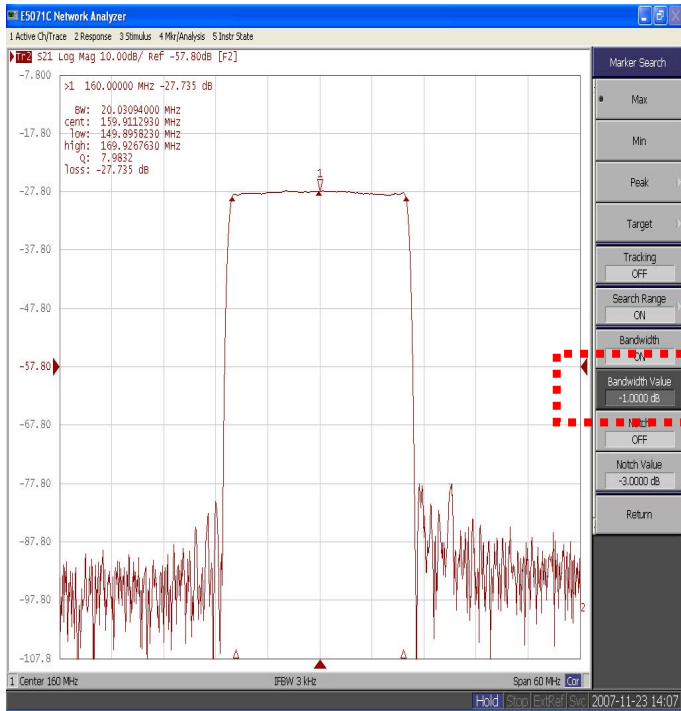 E5071C Network Analyzer
1 Active Ch/Trace 2 Response 3 Stimulus 4 Mkr/Analysis 5 Instr State
Tr2 S21 Log Mag 10.00dB/ Ref -57.80dB [F2]
Marker Search
-7.800
>1 160.00000 MHz -27.735 dB
BW: 20.03094000 MHz
cent: 159.9112930 MHz
low: 149.8958230 MHz
high: 169.9267630 MHz
Q: 7.9832
loss: -27.735 dB
1
-17.80
-27.80
-37.80
-47.80
-57.80
-67.80
-77.80
-87.80
-97.80
-107.8
2
Max
Min
Peak
Target
Tracking
OFF
Search Range
ON
Bandwidth
ON
Bandwidth Value
-1.0000 dB
Notch
OFF
Notch Value
-3.0000 dB
Return
1 Center 160 MHz
IFBW 3 kHz
Span 60 MHz Cor
Hold Stop ExtRef Svc 2007-11-23 14:07